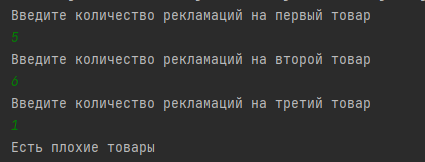 Введите количество рекламаций на первый товар
5
Введите количество рекламаций на второй товар
6
Введите количество рекламаций на третий товар
1
Есть плохие товары